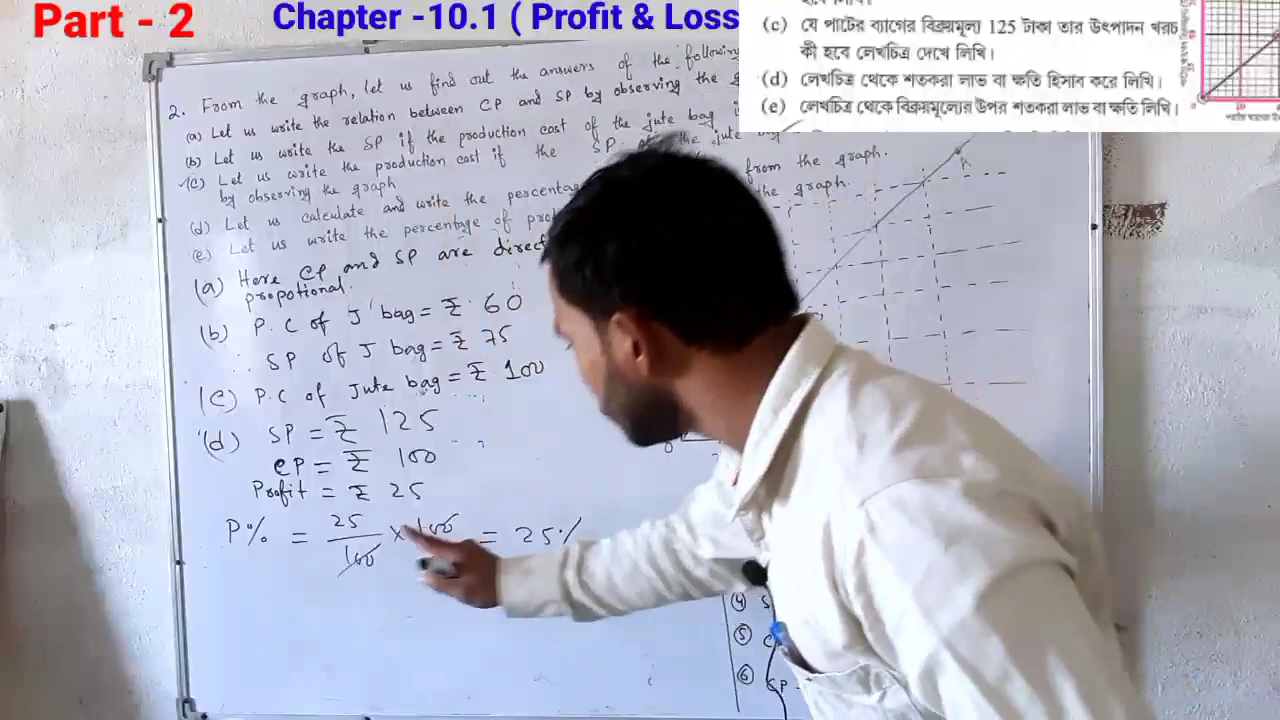 Part - 2
Chapter -10.1 ( Profit & Loss
(c) যে পাটের ব্যাগের বিক্রয়মূল্য 125 টাকা তার উৎপাদন খরচ
কী হবে লেখচিত্র দেখে লিখি।
(d) লেখচিত্র থেকে শতকরা লাভ বা ক্ষতি হিসাব করে লিখি।
(e) লেখচিত্র থেকে বিক্রয়মূল্যের উপর শতকরা লাভ বা ক্ষতি লিখি।
2. From the graph, let us find out the answers of the following
(a) Let us write the relation between CP and SP by observing the
(b) Let us write the SP if the production cost of the jute bag
(c) Let us write the production cost if the SP the jute
by observing the graph
(d) Let us calculate and write the from the graph.
(e) Let us write the percentage of the graph.
(a) Here CP and SP are
propotional.
(b) P.C of J bag = ₹ 60
SP of J bag = ₹ 75
(c) P.C of Jute bag = ₹ 100
(d) SP = ₹ 125
CP = ₹ 100
Profit = ₹ 25
P% = 25/100 × 100 = 25%
A
(4) S
(5) C
(6) SP